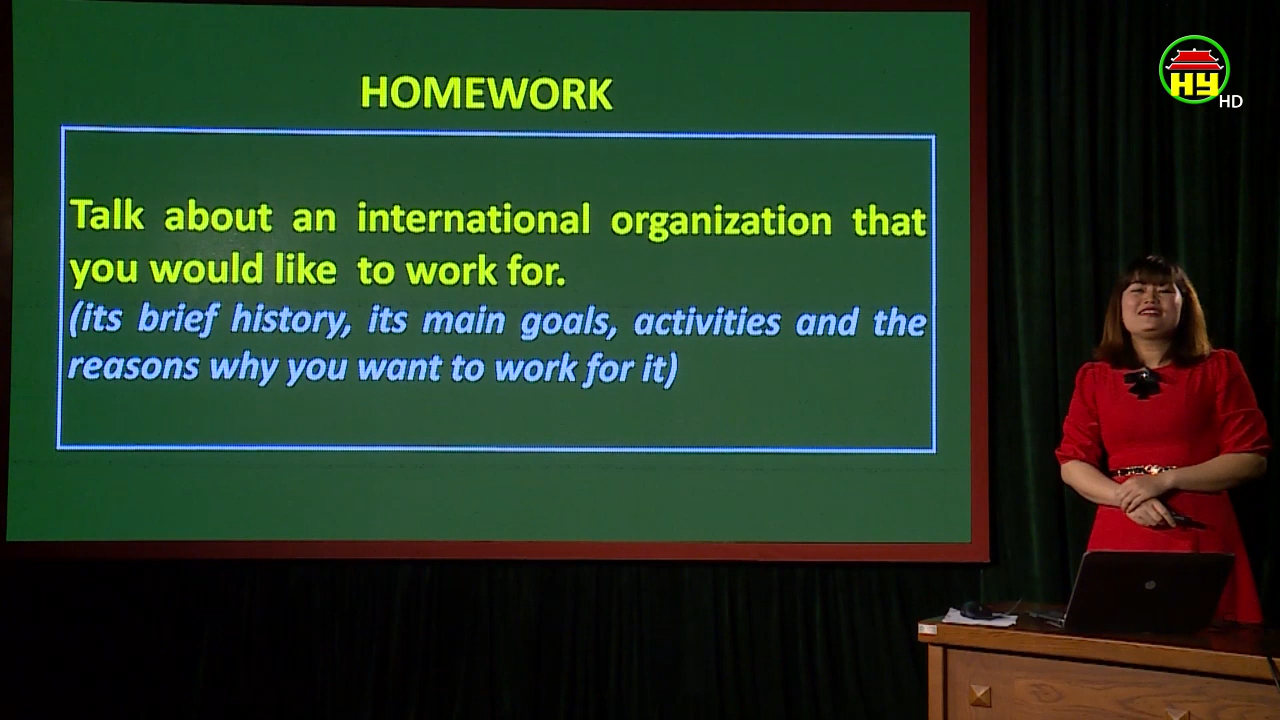 HOMEWORK
Talk about an international organization that
you would like to work for.
(its brief history, its main goals, activities and the
reasons why you want to work for it)
HY
HD